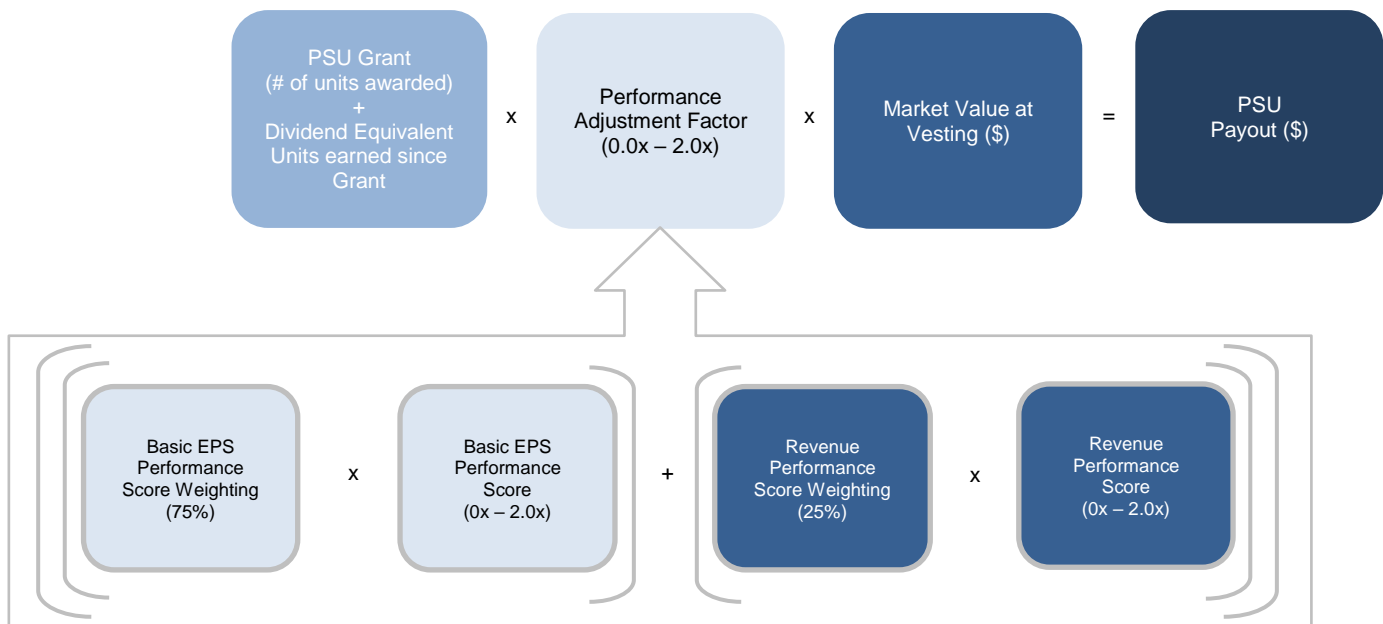 PSU Grant
(# of units awarded)
+
Dividend Equivalent
Units earned since
Grant
x
Performance
Adjustment Factor
(0.0x – 2.0x)
x
Market Value at
Vesting ($)
=
PSU
Payout ($)
Basic EPS
Performance
Score Weighting
(75%)
x
Basic EPS
Performance
Score
(0x – 2.0x)
+
Revenue
Performance
Score Weighting
(25%)
x
Revenue
Performance
Score
(0x – 2.0x)